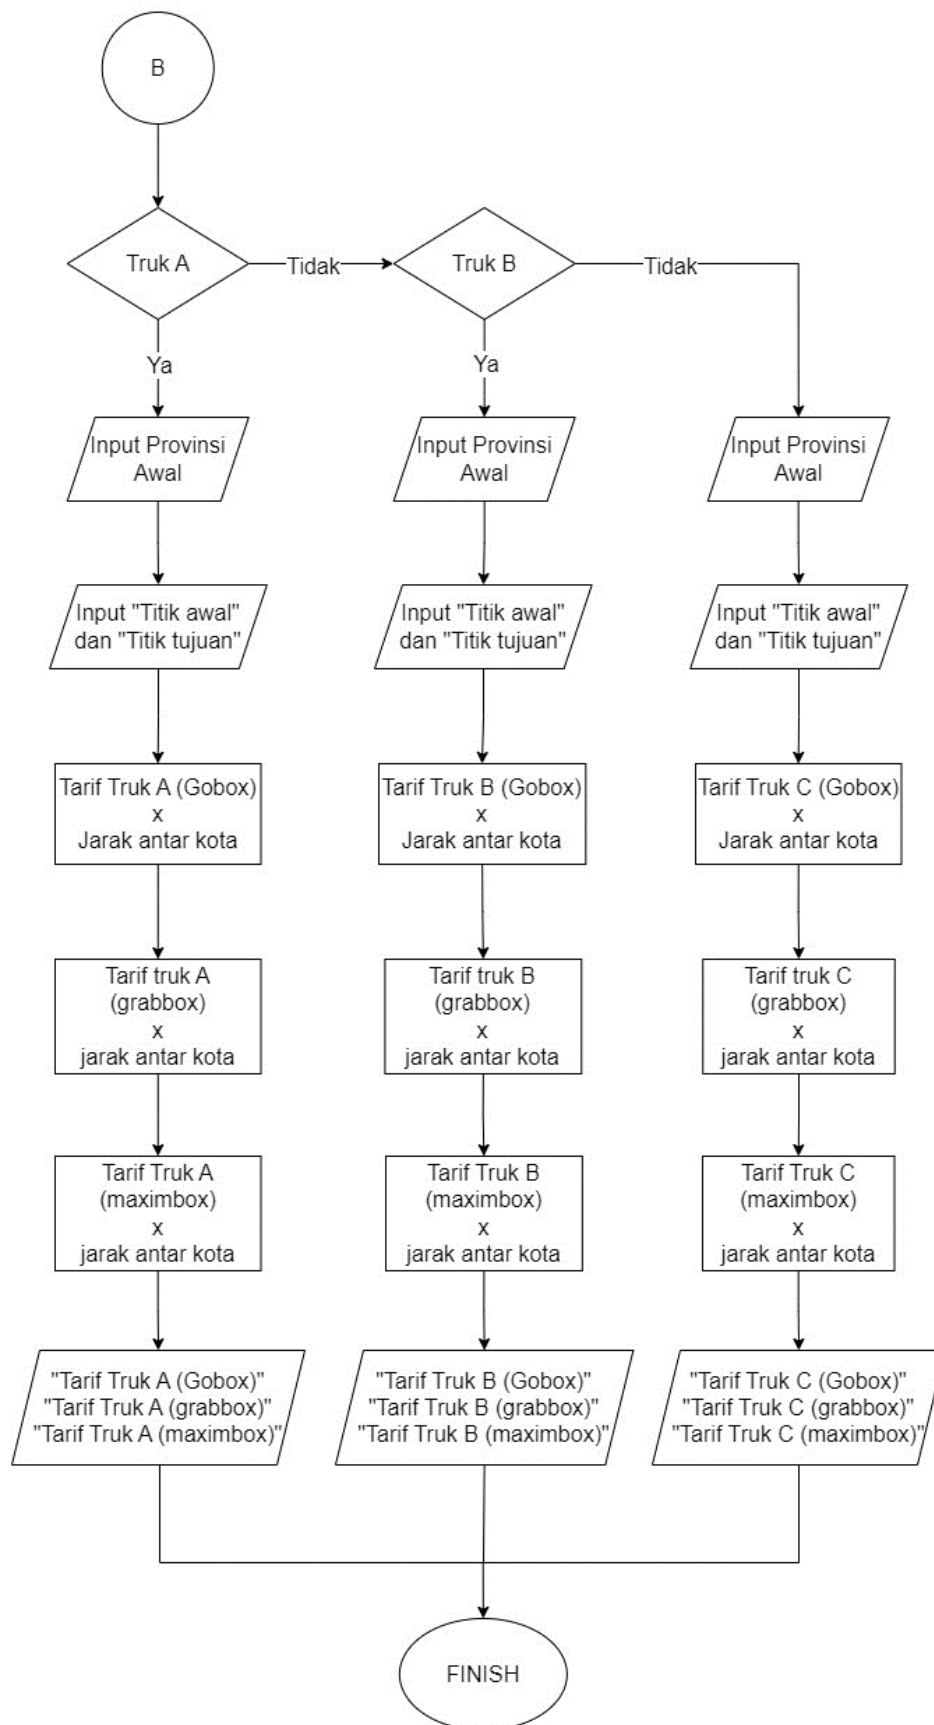 B
Truk A
Tidak
Truk B
Tidak
Ya
Ya
Input Provinsi
Awal
Input Provinsi
Awal
Input Provinsi
Awal
Input "Titik awal"
dan "Titik tujuan"
Input "Titik awal"
dan "Titik tujuan"
Input "Titik awal"
dan "Titik tujuan"
Tarif Truk A (Gobox)
x
Jarak antar kota
Tarif Truk B (Gobox)
x
Jarak antar kota
Tarif Truk C (Gobox)
x
Jarak antar kota
Tarif truk A
(grabbox)
x
jarak antar kota
Tarif truk B
(grabbox)
x
jarak antar kota
Tarif truk C
(grabbox)
x
jarak antar kota
Tarif Truk A
(maximbox)
x
jarak antar kota
Tarif Truk B
(maximbox)
x
jarak antar kota
Tarif Truk C
(maximbox)
x
jarak antar kota
"Tarif Truk A (Gobox)"
"Tarif Truk A (grabbox)"
"Tarif Truk A (maximbox)"
"Tarif Truk B (Gobox)"
"Tarif Truk B (grabbox)"
"Tarif Truk B (maximbox)"
"Tarif Truk C (Gobox)"
"Tarif Truk C (grabbox)"
"Tarif Truk C (maximbox)"
FINISH